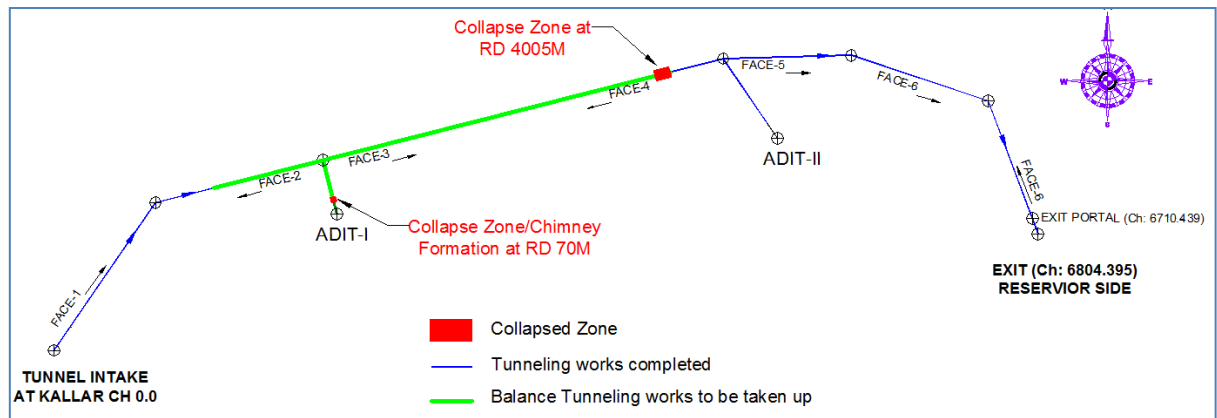 Collapse Zone at
RD 4005M
N
W
E
S
FACE-5
FACE-6
FACE-4
ADIT-II
FACE-3
FACE-2
FACE-6
EXIT PORTAL (Ch: 6710.439)
ADIT-I
Collapse Zone/Chimney
Formation at RD 70M
EXIT (Ch: 6804.395)
RESERVIOR SIDE
FACE-1
Collapsed Zone
Tunneling works completed
Balance Tunneling works to be taken up
TUNNEL INTAKE
AT KALLAR CH 0.0